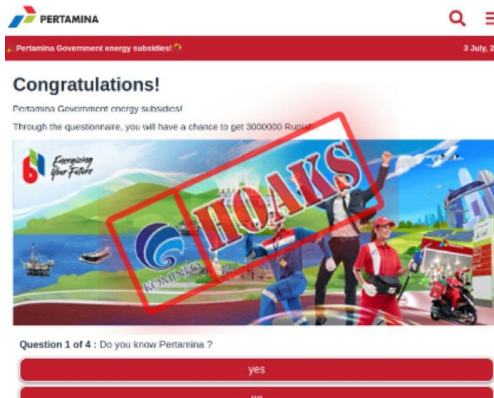 PERTAMINA
Pertamina Government energy subsidies!
3 July, 2
Congratulations!
Pertamina Government energy subsidies!
Through the questionnaire, you will have a chance to get 3000000 Rupiah
Energizing
Your Future
HOAKS
KOMINFO
Question 1 of 4 : Do you know Pertamina ?
yes
no